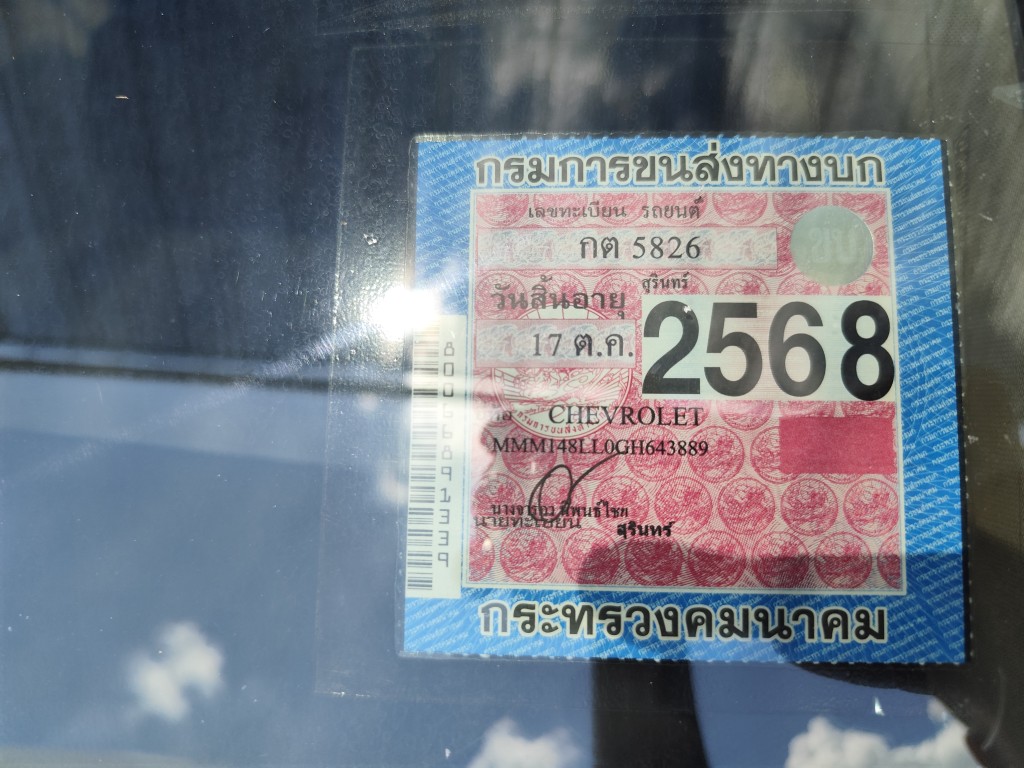 กรมการขนส่งทางบก
เลขทะเบียน รถยนต์
กต 5826
สุรินทร์
วันสิ้นอายุ
17 ต.ค.
2568
CHEVROLET
MMM148LL0GH643889
นายทะเบียน
สุรินทร์
กระทรวงคมนาคม